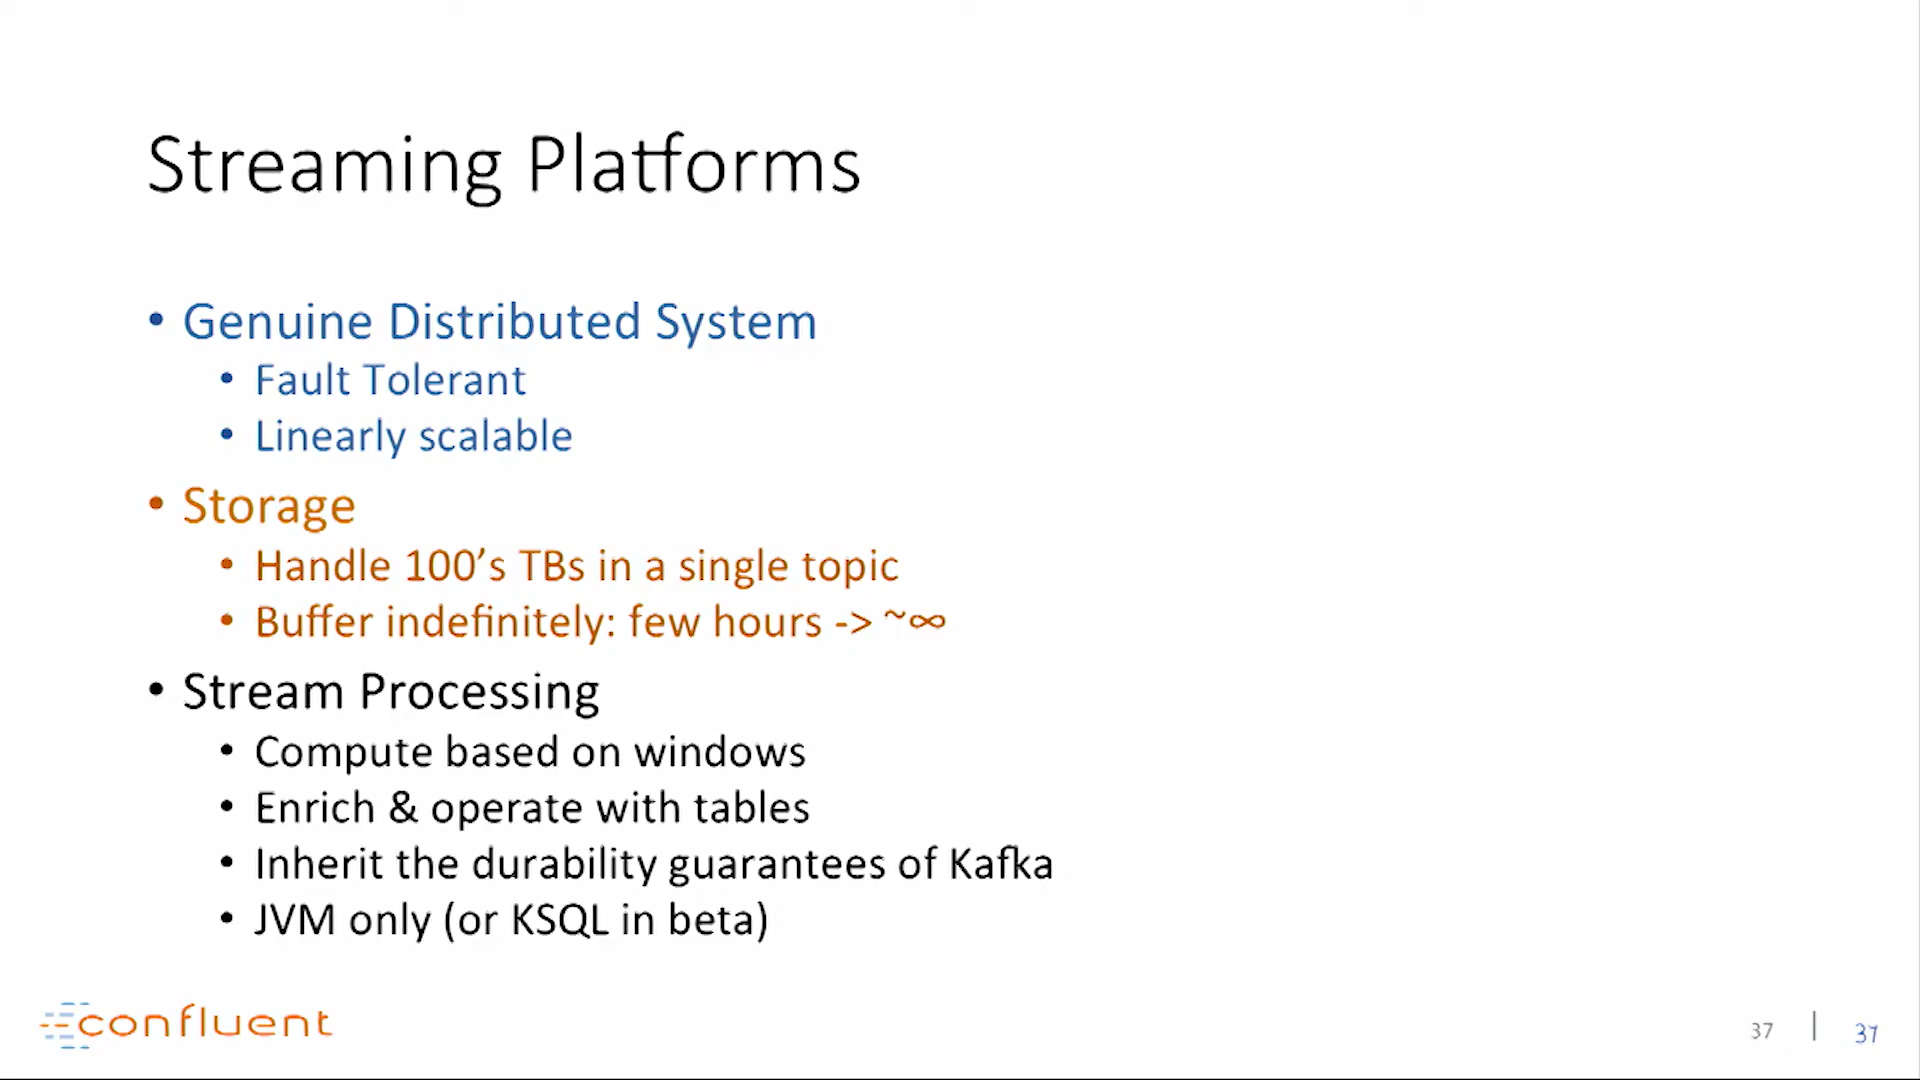 Streaming Platforms
• Genuine Distributed System
• Fault Tolerant
• Linearly scalable
• Storage
• Handle 100’s TBs in a single topic
• Buffer indefinitely: few hours -> ~∞
• Stream Processing
• Compute based on windows
• Enrich & operate with tables
• Inherit the durability guarantees of Kafka
• JVM only (or KSQL in beta)
confluent
37 | 37